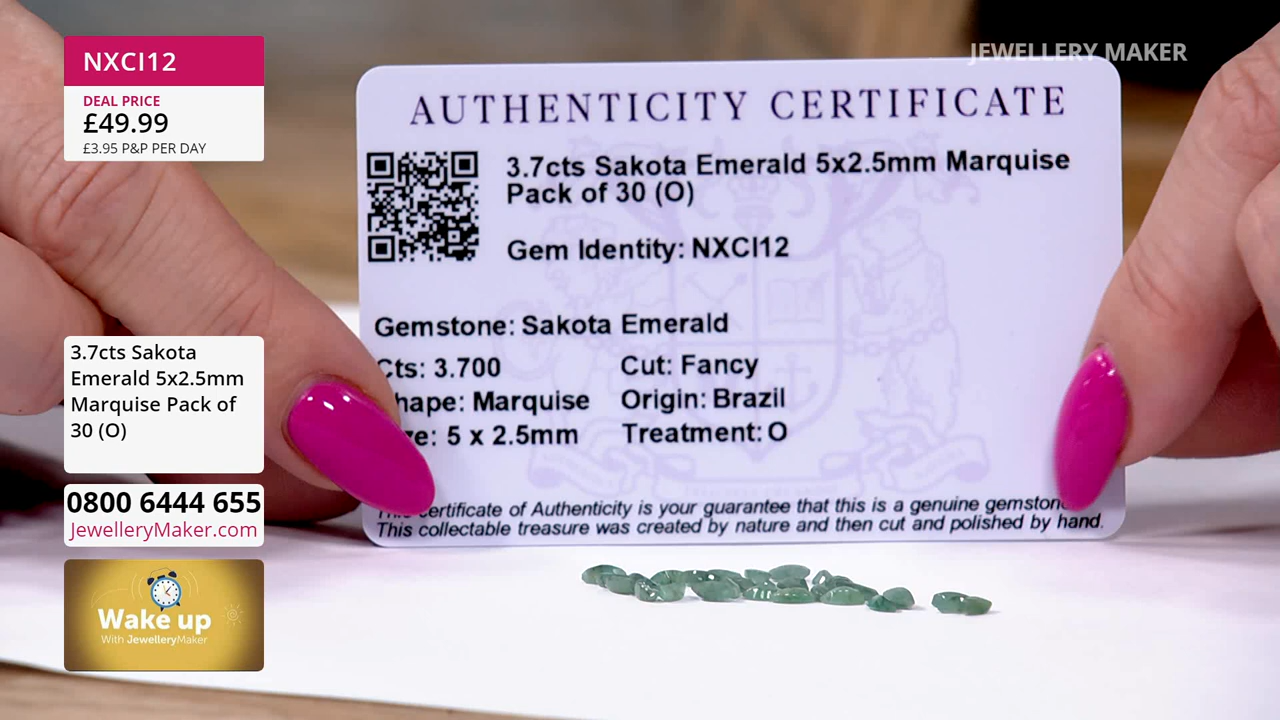 NXCI12
DEAL PRICE
£49.99
£3.95 P&P PER DAY
3.7cts Sakota
Emerald 5x2.5mm
Marquise Pack of
30 (O)
0800 6444 655
JewelleryMaker.com
Wake up
With JewelleryMaker
JEWELLERY MAKER
AUTHENTICITY CERTIFICATE
3.7cts Sakota Emerald 5x2.5mm Marquise
Pack of 30 (O)
Gem Identity: NXCI12
Gemstone: Sakota Emerald
Cts: 3.700 Cut: Fancy
hape: Marquise Origin: Brazil
ze: 5 x 2.5mm Treatment: O
This certificate of Authenticity is your guarantee that this is a genuine gemston
This collectable treasure was created by nature and then cut and polished by hand.